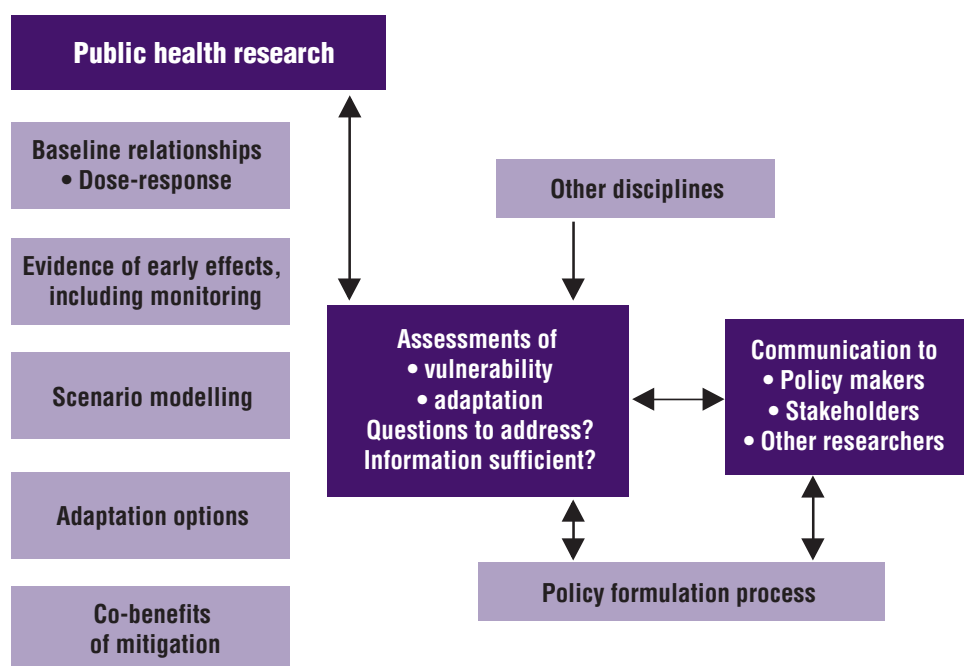 Public health research
Baseline relationships
• Dose-response
Evidence of early effects,
including monitoring
Scenario modelling
Adaptation options
Co-benefits
of mitigation
Other disciplines
Assessments of
• vulnerability
• adaptation
Questions to address?
Information sufficient?
Communication to
• Policy makers
• Stakeholders
• Other researchers
Policy formulation process